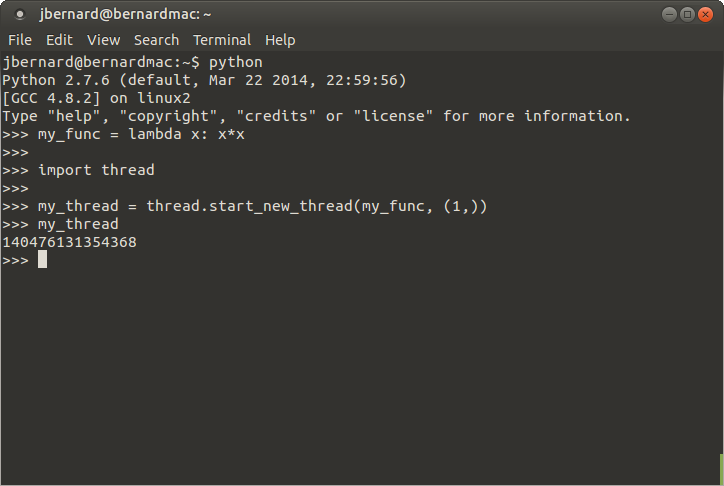 jbernard@bernardmac: ~
File Edit View Search Terminal Help
jbernard@bernardmac:~$ python
Python 2.7.6 (default, Mar 22 2014, 22:59:56)
[GCC 4.8.2] on linux2
Type "help", "copyright", "credits" or "license" for more information.
>>> my_func = lambda x: x*x
>>>
>>> import thread
>>>
>>> my_thread = thread.start_new_thread(my_func, (1,))
>>> my_thread
140476131354368
>>>